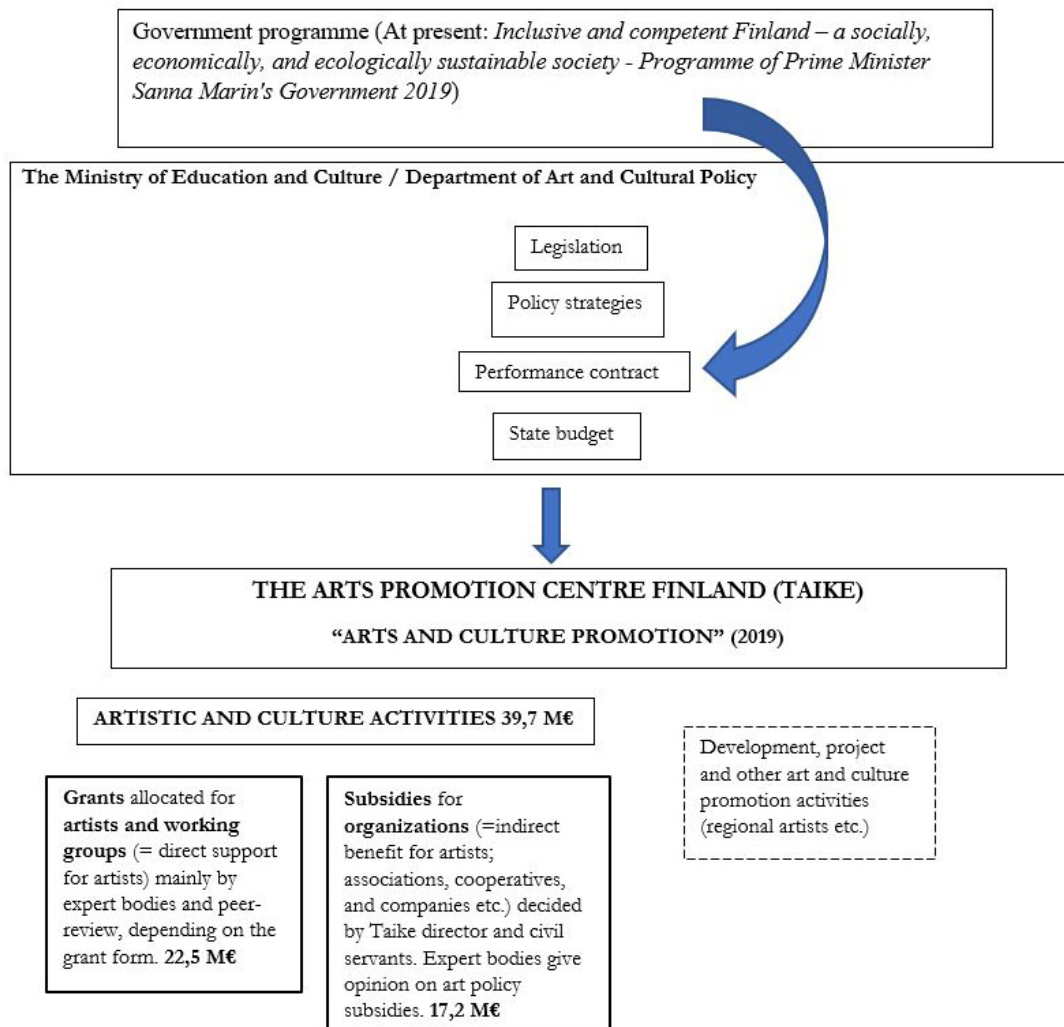 Government programme (At present: Inclusive and competent Finland – a socially,
economically, and ecologically sustainable society - Programme of Prime Minister
Sanna Marin's Government 2019)
The Ministry of Education and Culture / Department of Art and Cultural Policy
Legislation
Policy strategies
Performance contract
State budget
THE ARTS PROMOTION CENTRE FINLAND (TAIKE)
“ARTS AND CULTURE PROMOTION” (2019)
ARTISTIC AND CULTURE ACTIVITIES 39,7 M€
Grants allocated for
artists and working
groups (= direct support
for artists) mainly by
expert bodies and peer-
review, depending on the
grant form. 22,5 M€
Subsidies for
organizations (=indirect
benefit for artists;
associations, cooperatives,
and companies etc.) decided
by Taike director and civil
servants. Expert bodies give
opinion on art policy
subsidies. 17,2 M€
Development, project
and other art and culture
promotion activities
(regional artists etc.)